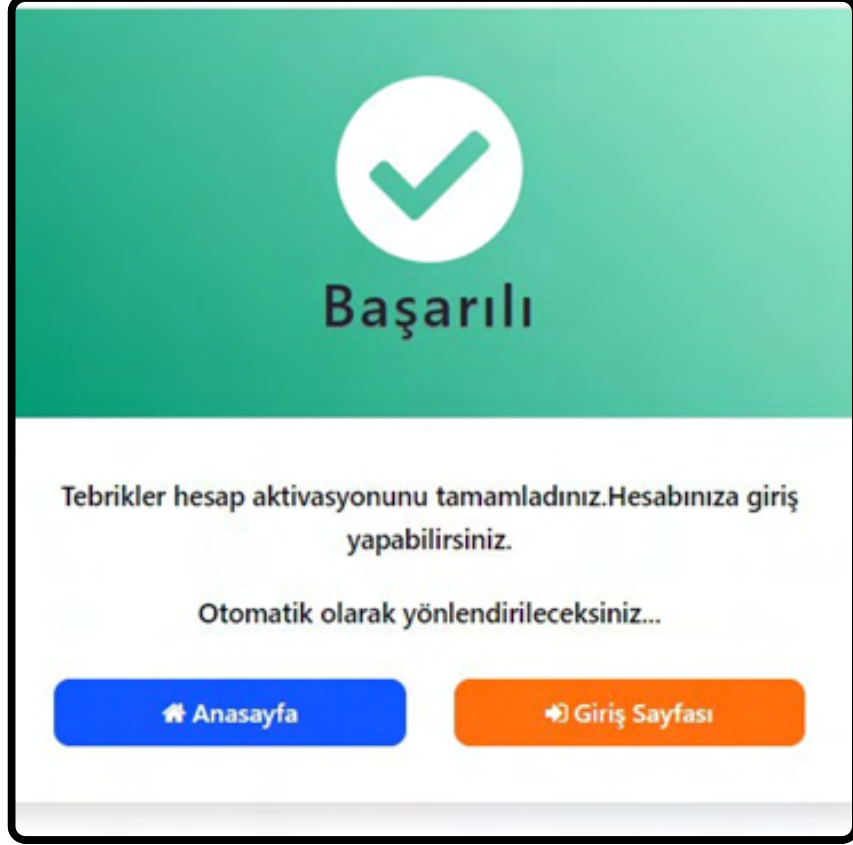 Başarılı
Tebrikler hesap aktivasyonunu tamamladınız.Hesabınıza giriş
yapabilirsiniz.
Otomatik olarak yönlendirileceksiniz...
Anasayfa
Giriş Sayfası